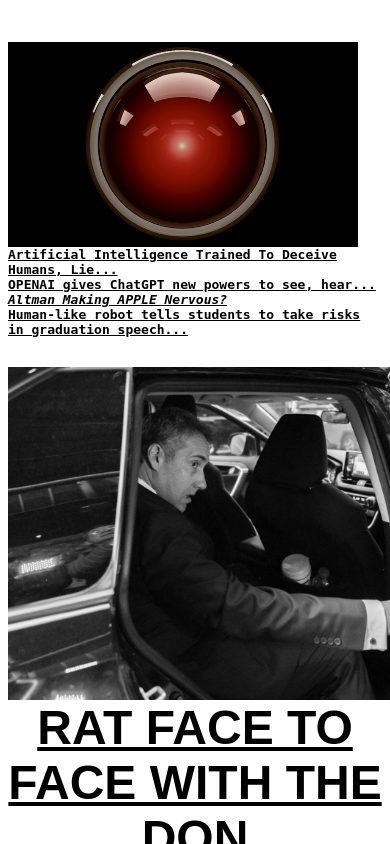 Artificial Intelligence Trained To Deceive
Humans, Lie...
OPENAI gives ChatGPT new powers to see, hear...
Altman Making APPLE Nervous?
Human-like robot tells students to take risks
in graduation speech...
RAT FACE TO
FACE WITH THE
DON